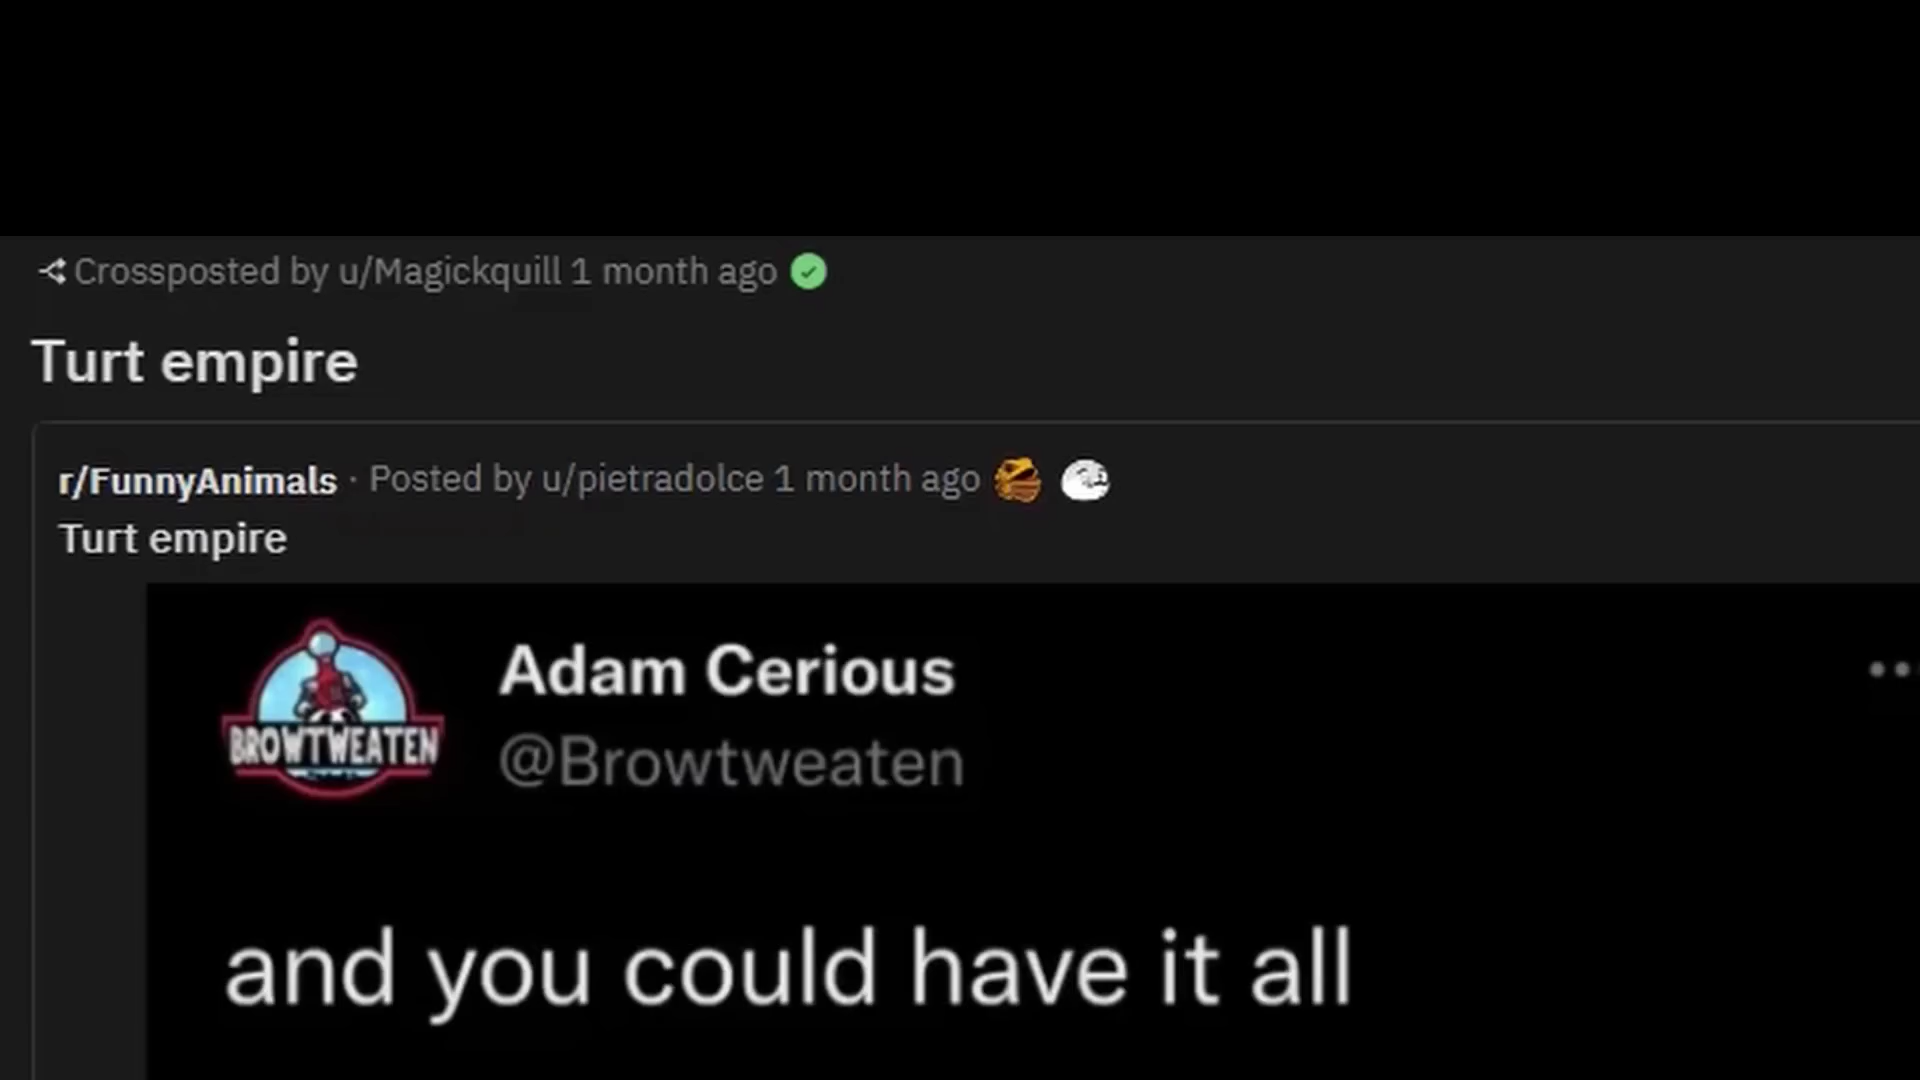 Crossposted by u/Magickquill 1 month ago
Turt empire
r/FunnyAnimals · Posted by u/pietradolce 1 month ago
Turt empire
BROWTWEATEN
Adam Cerious
@Browtweaten
and you could have it all